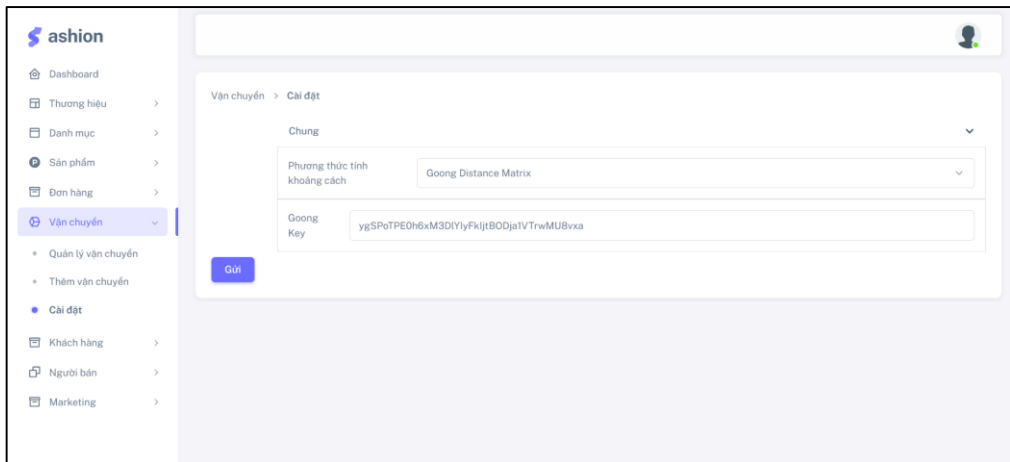 ashion
Dashboard
Thương hiệu
Danh mục
Sản phẩm
Đơn hàng
Vận chuyển
Quản lý vận chuyển
Thêm vận chuyển
Cài đặt
Khách hàng
Người bán
Marketing
Vận chuyển > Cài đặt
Chung
Phương thức tính
khoảng cách
Goong Distance Matrix
Goong
Key
ygSPoTPE0h6xM3DIYIyFkIjtBODja1VTrwMU8vxa
Gửi